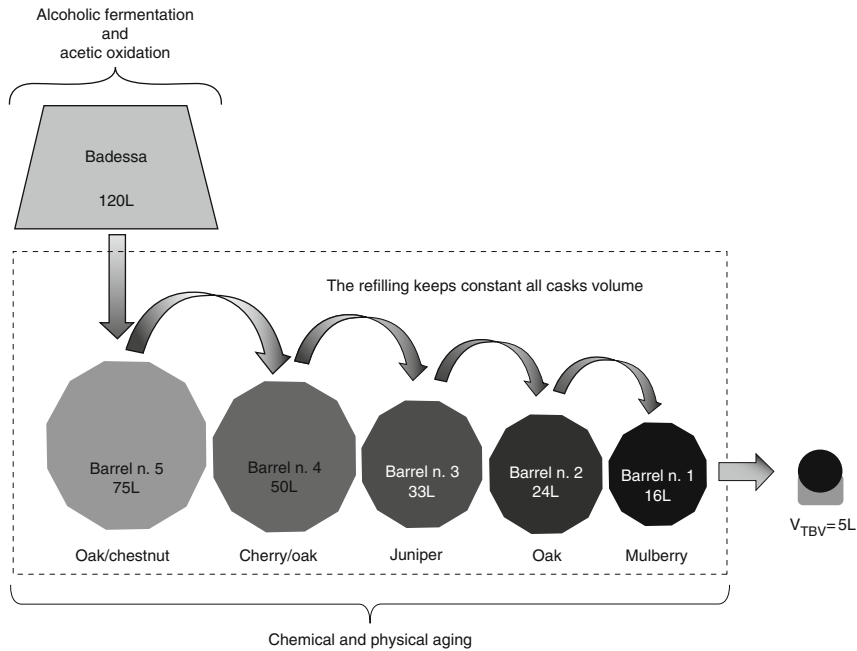 Alcoholic fermentation
and
acetic oxidation
Badessa
120L
The refilling keeps constant all casks volume
Barrel n. 5
75L
Barrel n. 4
50L
Barrel n. 3
33L
Barrel n. 2
24L
Barrel n. 1
16L
V_TBV=5L
Oak/chestnut
Cherry/oak
Juniper
Oak
Mulberry
Chemical and physical aging